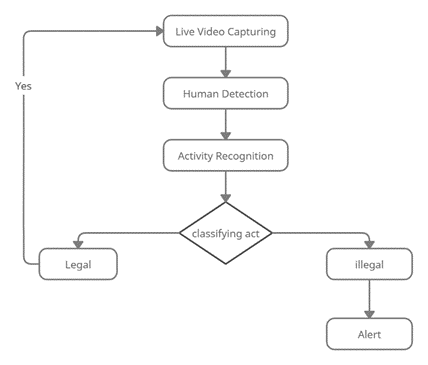 Live Video Capturing
Yes
Human Detection
Activity Recognition
classifying act
Legal
illegal
Alert